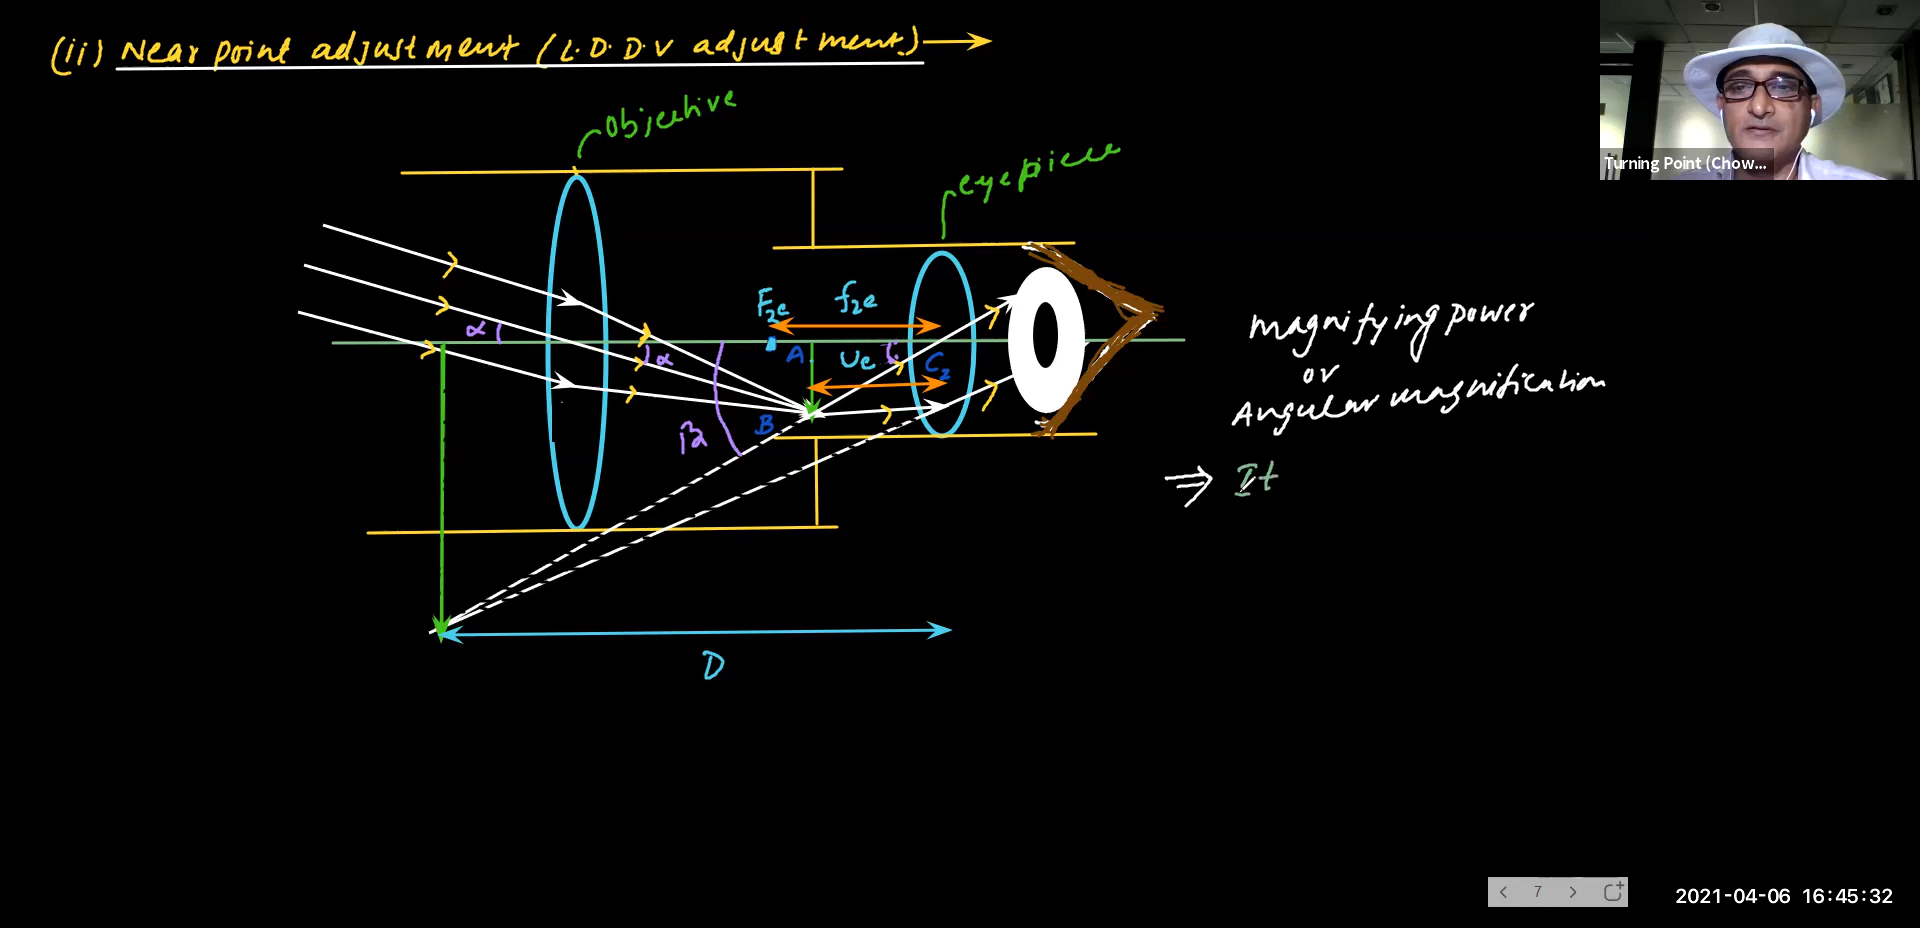 (ii) Near point adjustment (L.D.D.V adjustment.)
Objective
eyepiece
Turning Point (Chow...
F₂e
f₂e
α
α
A
Ue
C₂
B
β
D
magnifying power
or
Angular magnification
⇒ It
7
2021-04-06 16:45:32